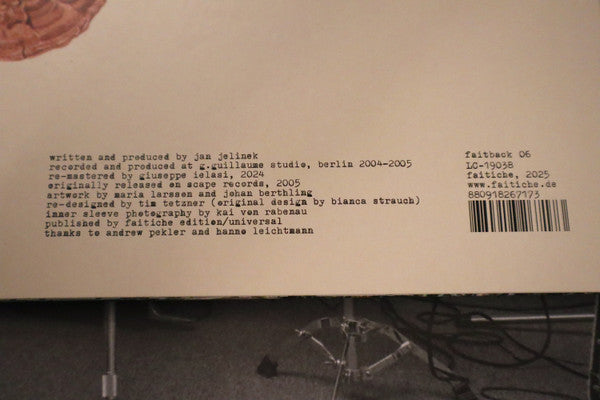 written and produced by jan jelinek
recorded and produced at g.guillaume studio, berlin 2004-2005
re-mastered by giuseppe ielasi, 2024
originally released on scape records, 2005
artwork by maria larsson and johan berthling
re-designed by tim tetzner (original design by bianca strauch)
inner sleeve photography by kai von rabenau
published by faitiche edition/universal
thanks to andrew pekler and hanno leichtmann
faitback 06
LC-19038
faitiche, 2025
www.faitiche.de
880918267173